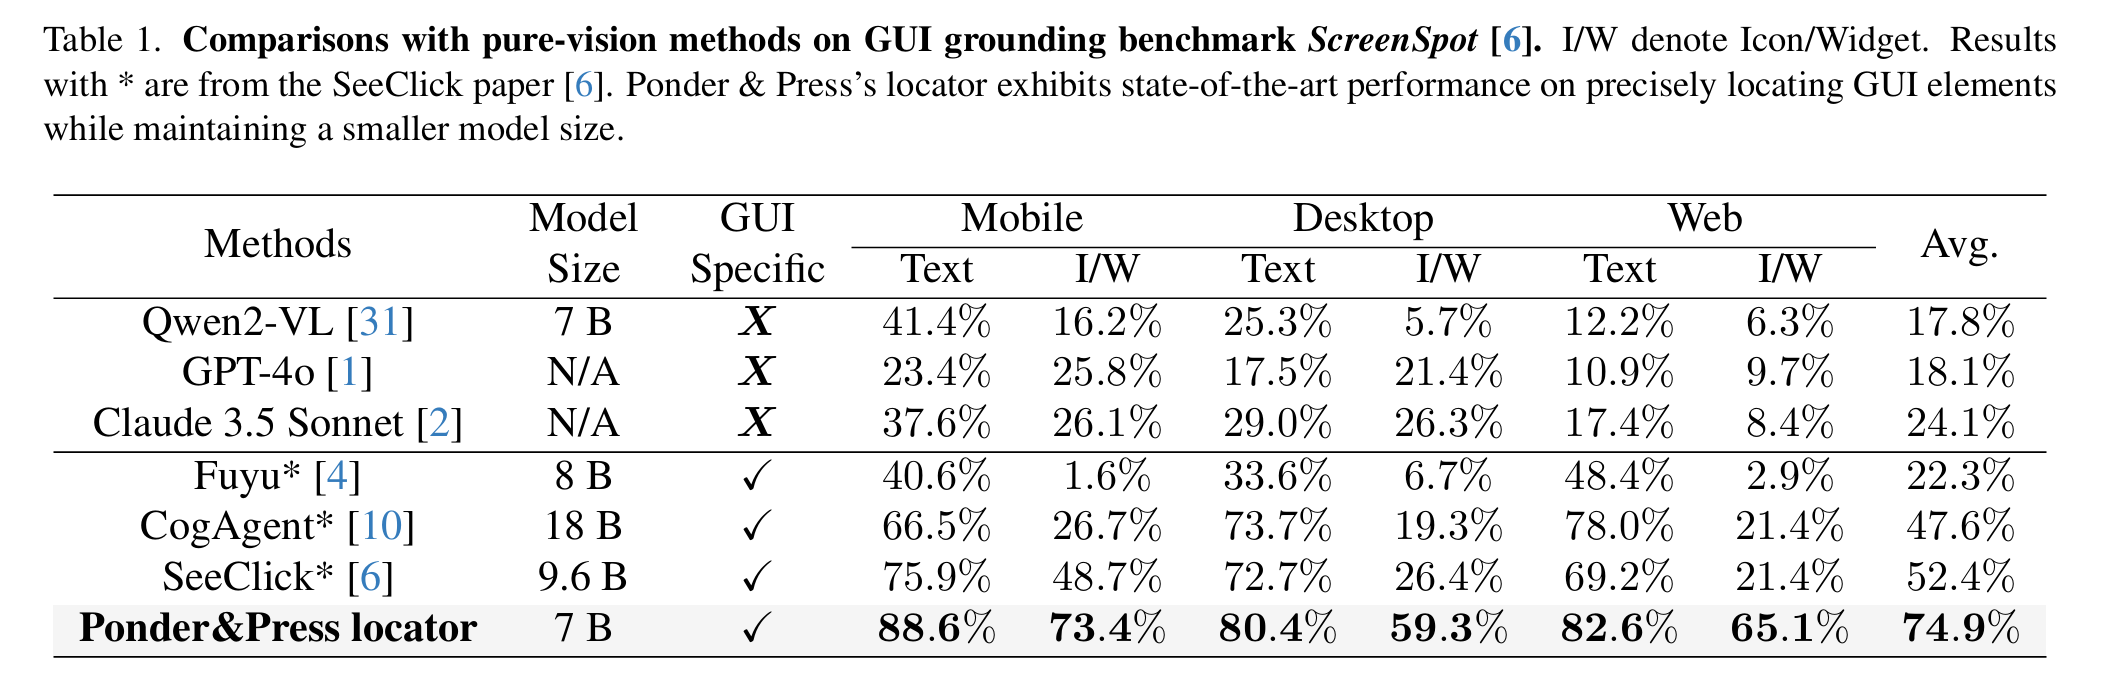 Table 1. Comparisons with pure-vision methods on GUI grounding benchmark ScreenSpot [6]. I/W denote Icon/Widget. Results
with * are from the SeeClick paper [6]. Ponder & Press's locator exhibits state-of-the-art performance on precisely locating GUI elements
while maintaining a smaller model size.
Methods Model Size GUI Specific Mobile Desktop Web Avg.
Text I/W Text I/W Text I/W
Qwen2-VL [31] 7 B X 41.4% 16.2% 25.3% 5.7% 12.2% 6.3% 17.8%
GPT-4o [1] N/A X 23.4% 25.8% 17.5% 21.4% 10.9% 9.7% 18.1%
Claude 3.5 Sonnet [2] N/A X 37.6% 26.1% 29.0% 26.3% 17.4% 8.4% 24.1%
Fuyu* [4] 8 B ✓ 40.6% 1.6% 33.6% 6.7% 48.4% 2.9% 22.3%
CogAgent* [10] 18 B ✓ 66.5% 26.7% 73.7% 19.3% 78.0% 21.4% 47.6%
SeeClick* [6] 9.6 B ✓ 75.9% 48.7% 72.7% 26.4% 69.2% 21.4% 52.4%
Ponder&Press locator 7 B ✓ 88.6% 73.4% 80.4% 59.3% 82.6% 65.1% 74.9%